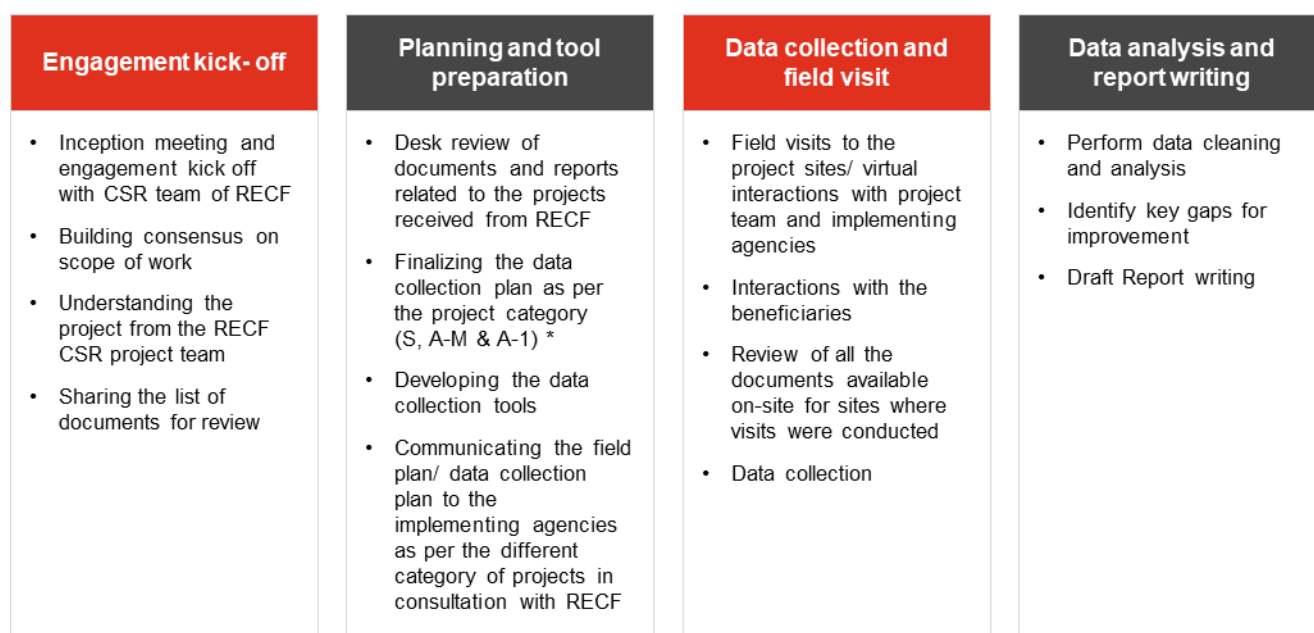 Engagement kick- off
• Inception meeting and
engagement kick off
with CSR team of RECF
• Building consensus on
scope of work
• Understanding the
project from the RECF
CSR project team
• Sharing the list of
documents for review
Planning and tool
preparation
• Desk review of
documents and reports
related to the projects
received from RECF
• Finalizing the data
collection plan as per
the project category
(S, A-M & A-1) *
• Developing the data
collection tools
• Communicating the field
plan/ data collection
plan to the
implementing agencies
as per the different
category of projects in
consultation with RECF
Data collection and
field visit
• Field visits to the
project sites/ virtual
interactions with project
team and implementing
agencies
• Interactions with the
beneficiaries
• Review of all the
documents available
on-site for sites where
visits were conducted
• Data collection
Data analysis and
report writing
• Perform data cleaning
and analysis
• Identify key gaps for
improvement
• Draft Report writing